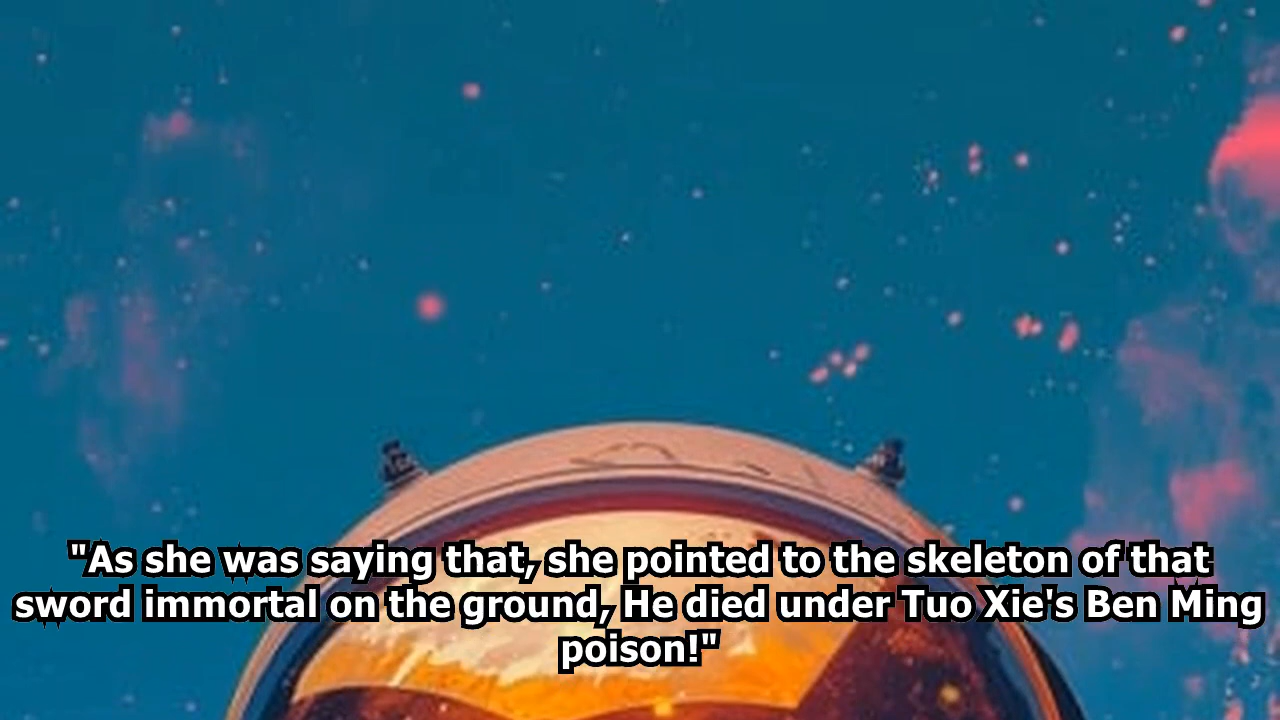 "As she was saying that, she pointed to the skeleton of that
sword immortal on the ground, He died under Tuo Xie's Ben Ming
poison!"